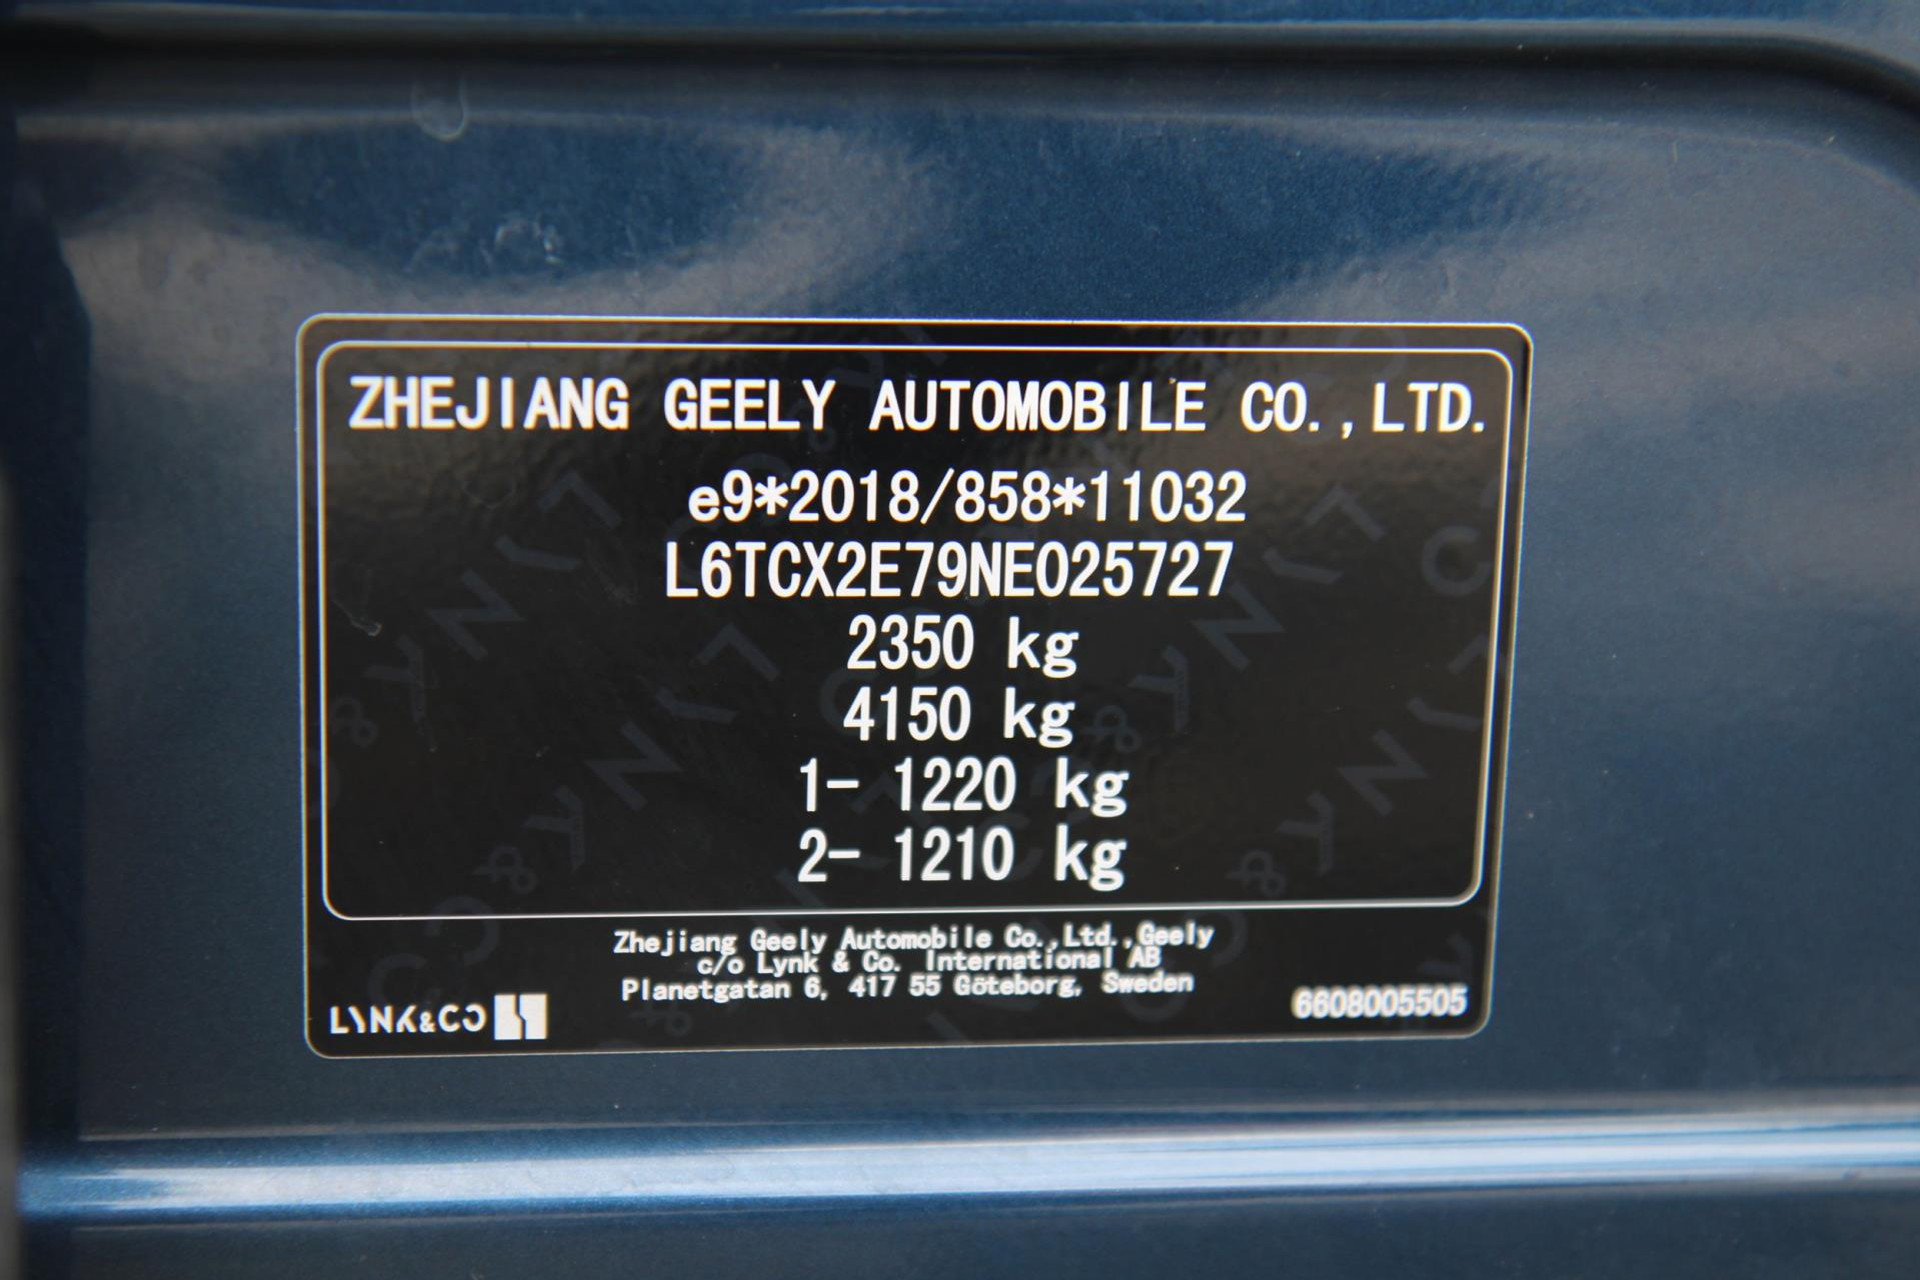 ZHEJIANG GEELY AUTOMOBILE CO.,LTD.
e9*2018/858*11032
L6TCX2E79NE025727
2350 kg
4150 kg
1- 1220 kg
2- 1210 kg
Zhejiang Geely Automobile Co.,Ltd.,Geely
c/o Lynk & Co. International AB
Planetgatan 6, 417 55 Göteborg, Sweden
LYNK&CO
6608005505